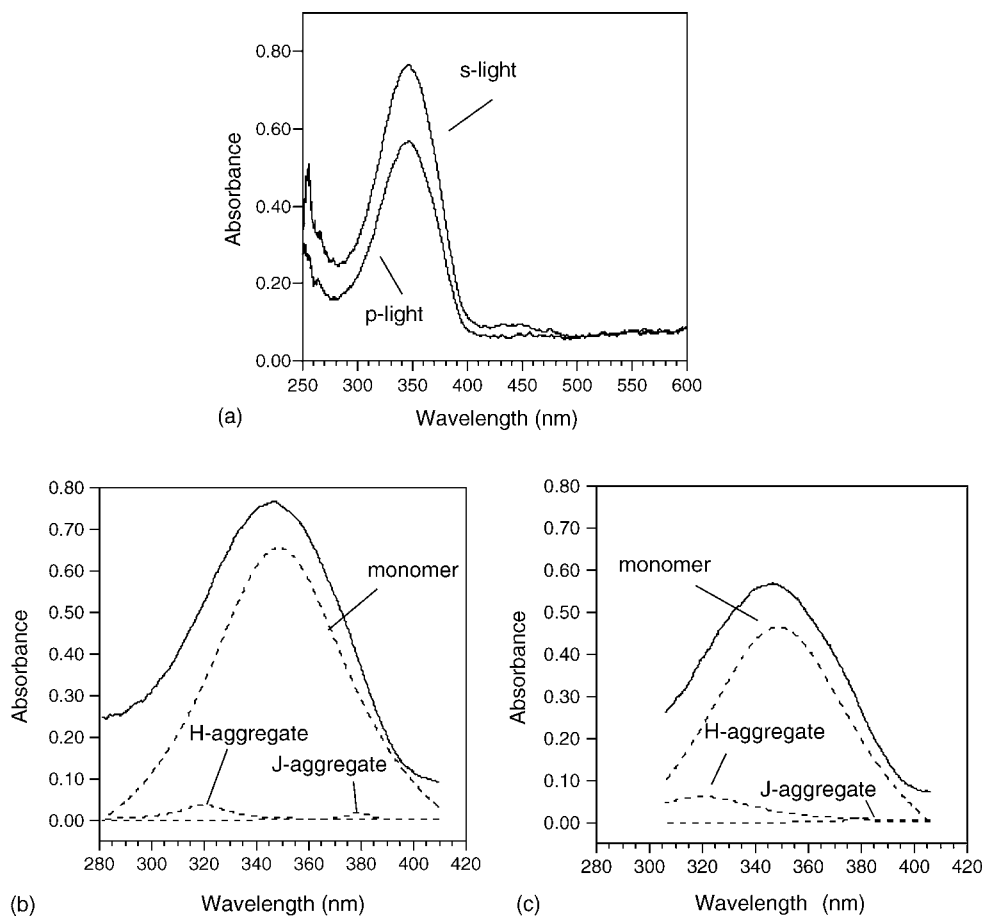 0.80
s-light
0.60
Absorbance
0.40
0.20
p-light
0.00
250 300 350 400 450 500 550 600
(a)
Wavelength (nm)
0.80
0.70
0.60
monomer
0.50
0.40
Absorbance
0.30
0.20
H-aggregate
J-aggregate
0.10
0.00
280 300 320 340 360 380 400 420
(b)
Wavelength (nm)
0.80
0.70
monomer
0.60
0.50
0.40
Absorbance
0.30
0.20
H-aggregate
0.10
J-aggregate
0.00
280 300 320 340 360 380 400 420
(c)
Wavelength (nm)